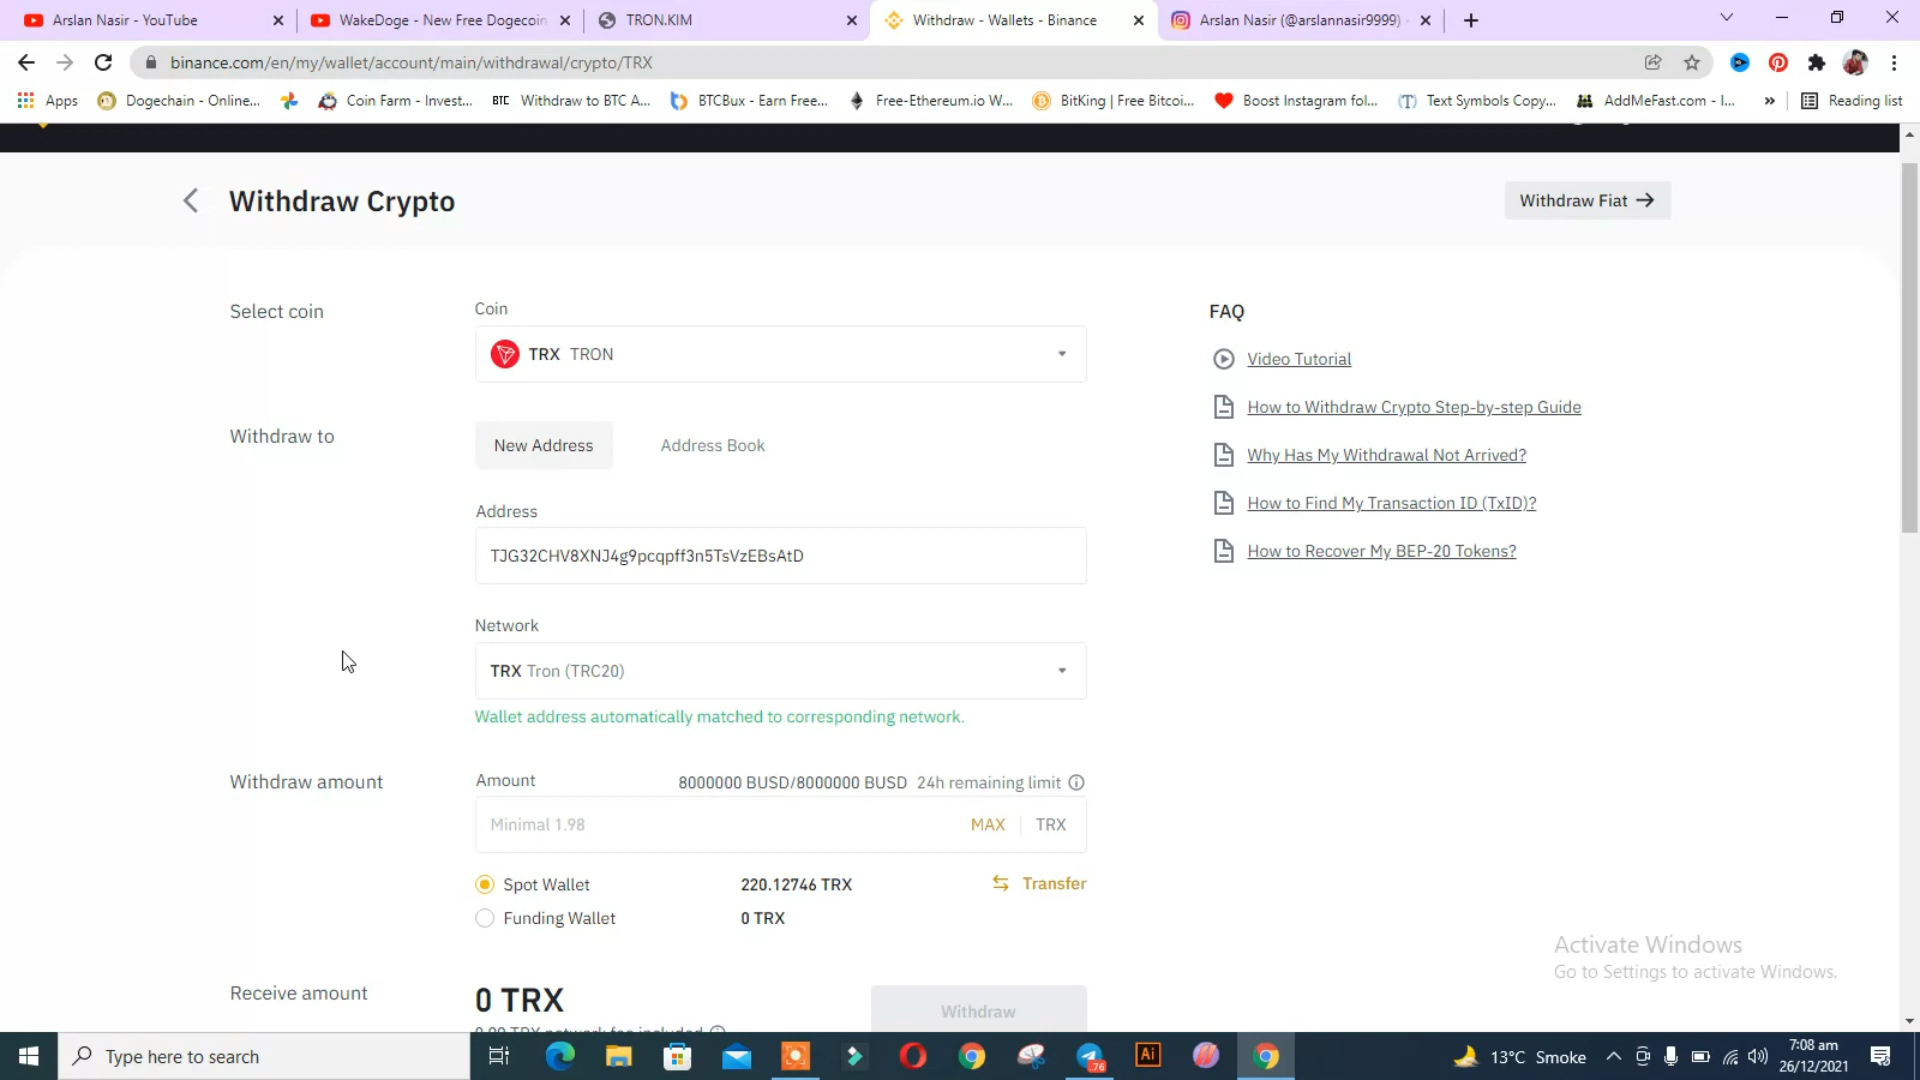 Arslan Nasir - YouTube
WakeDoge - New Free Dogecoin
TRON.KIM
Withdraw - Wallets - Binance
Arslan Nasir (@arslannasir9999)
binance.com/en/my/wallet/account/main/withdrawal/crypto/TRX
Apps
Dogechain - Online...
Coin Farm - Invest...
BTC Withdraw to BTC A...
BTCBux - Earn Free...
Free-Ethereum.io W...
BitKing | Free Bitcoi...
Boost Instagram fol...
Text Symbols Copy...
AddMeFast.com - I...
»
Reading list
Withdraw Crypto
Withdraw Fiat →
Select coin
Coin
TRX TRON
Withdraw to
New Address
Address Book
Address
TJG32CHV8XNJ4g9pcqpff3n5TsVzEBsAtD
Network
TRX Tron (TRC20)
Wallet address automatically matched to corresponding network.
Withdraw amount
Amount
8000000 BUSD/8000000 BUSD 24h remaining limit
Minimal 1.98
MAX
TRX
Spot Wallet
220.12746 TRX
Transfer
Funding Wallet
0 TRX
Receive amount
0 TRX
Withdraw
FAQ
Video Tutorial
How to Withdraw Crypto Step-by-step Guide
Why Has My Withdrawal Not Arrived?
How to Find My Transaction ID (TxID)?
How to Recover My BEP-20 Tokens?
Activate Windows
Go to Settings to activate Windows.
Type here to search
76
Ai
13°C Smoke
7:08 am
26/12/2021